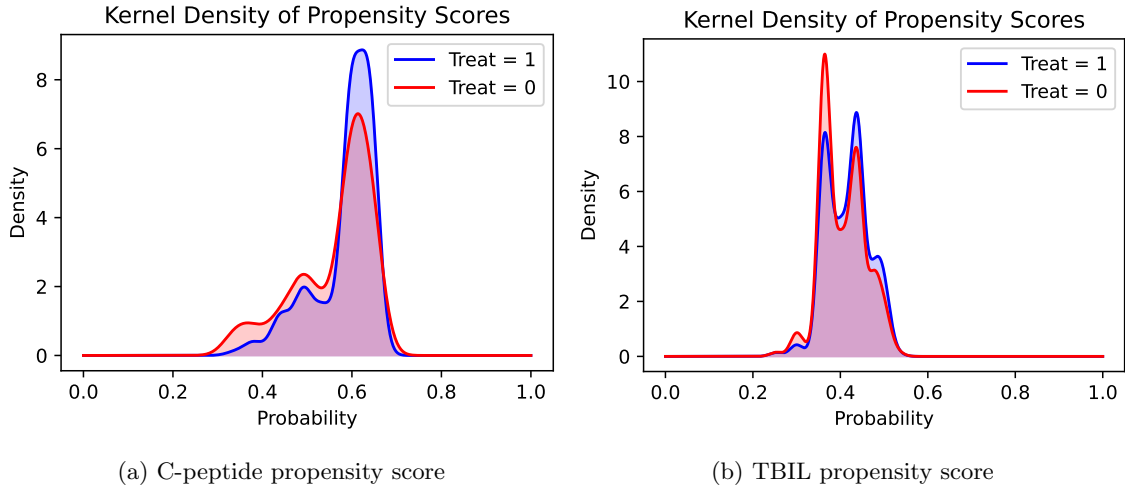 Kernel Density of Propensity Scores
Treat = 1
Treat = 0
8
6
4
2
0
Density
0.0 0.2 0.4 0.6 0.8 1.0
Probability
(a) C-peptide propensity score
Kernel Density of Propensity Scores
Treat = 1
Treat = 0
10
8
6
4
2
0
Density
0.0 0.2 0.4 0.6 0.8 1.0
Probability
(b) TBIL propensity score